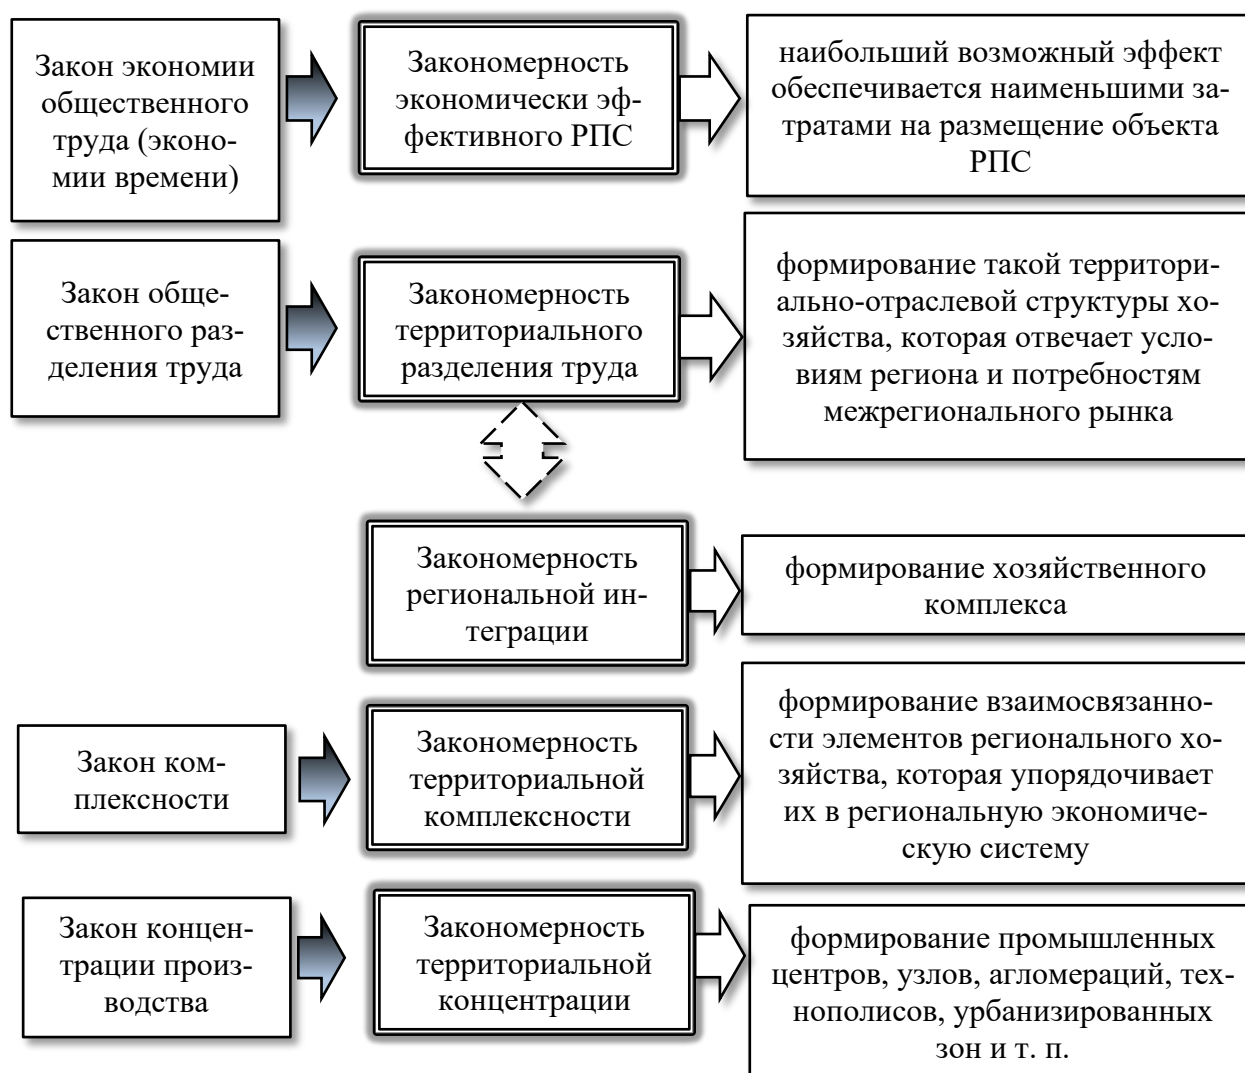 Закон экономии
общественного
труда (эконо-
мии времени)
Закономерность
экономически эф-
фективного РПС
наибольший возможный эффект
обеспечивается наименьшими за-
тратами на размещение объекта
РПС
Закон обще-
ственного раз-
деления труда
Закономерность
территориального
разделения труда
формирование такой территори-
ально-отраслевой структуры хо-
зяйства, которая отвечает усло-
виям региона и потребностям
межрегионального рынка
Закономерность
региональной ин-
теграции
формирование хозяйственного
комплекса
Закон ком-
плексности
Закономерность
территориальной
комплексности
формирование взаимосвязанно-
сти элементов регионального хо-
зяйства, которая упорядочивает
их в региональную экономиче-
скую систему
Закон концен-
трации произ-
водства
Закономерность
территориальной
концентрации
формирование промышленных
центров, узлов, агломераций, тех-
нополисов, урбанизированных
зон и т. п.